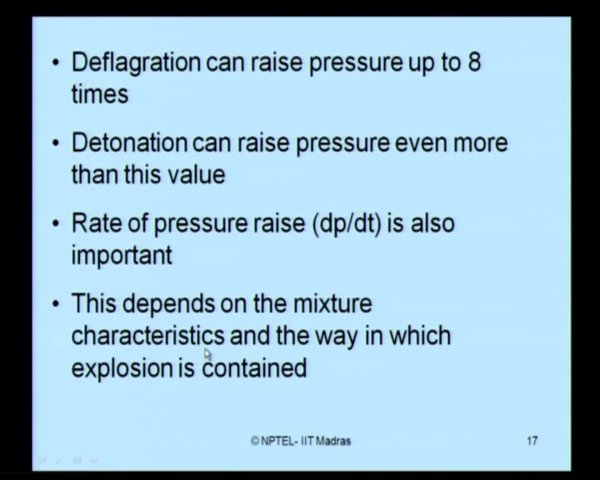 • Deflagration can raise pressure up to 8
times
• Detonation can raise pressure even more
than this value
• Rate of pressure raise (dp/dt) is also
important
• This depends on the mixture
characteristics and the way in which
explosion is contained
© NPTEL- IIT Madras
17